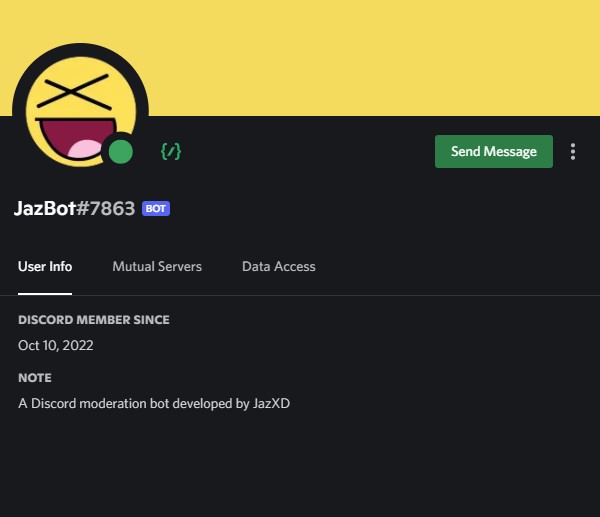 Send Message
JazBot#7863 BOT
User Info Mutual Servers Data Access
DISCORD MEMBER SINCE
Oct 10, 2022
NOTE
A Discord moderation bot developed by JazXD